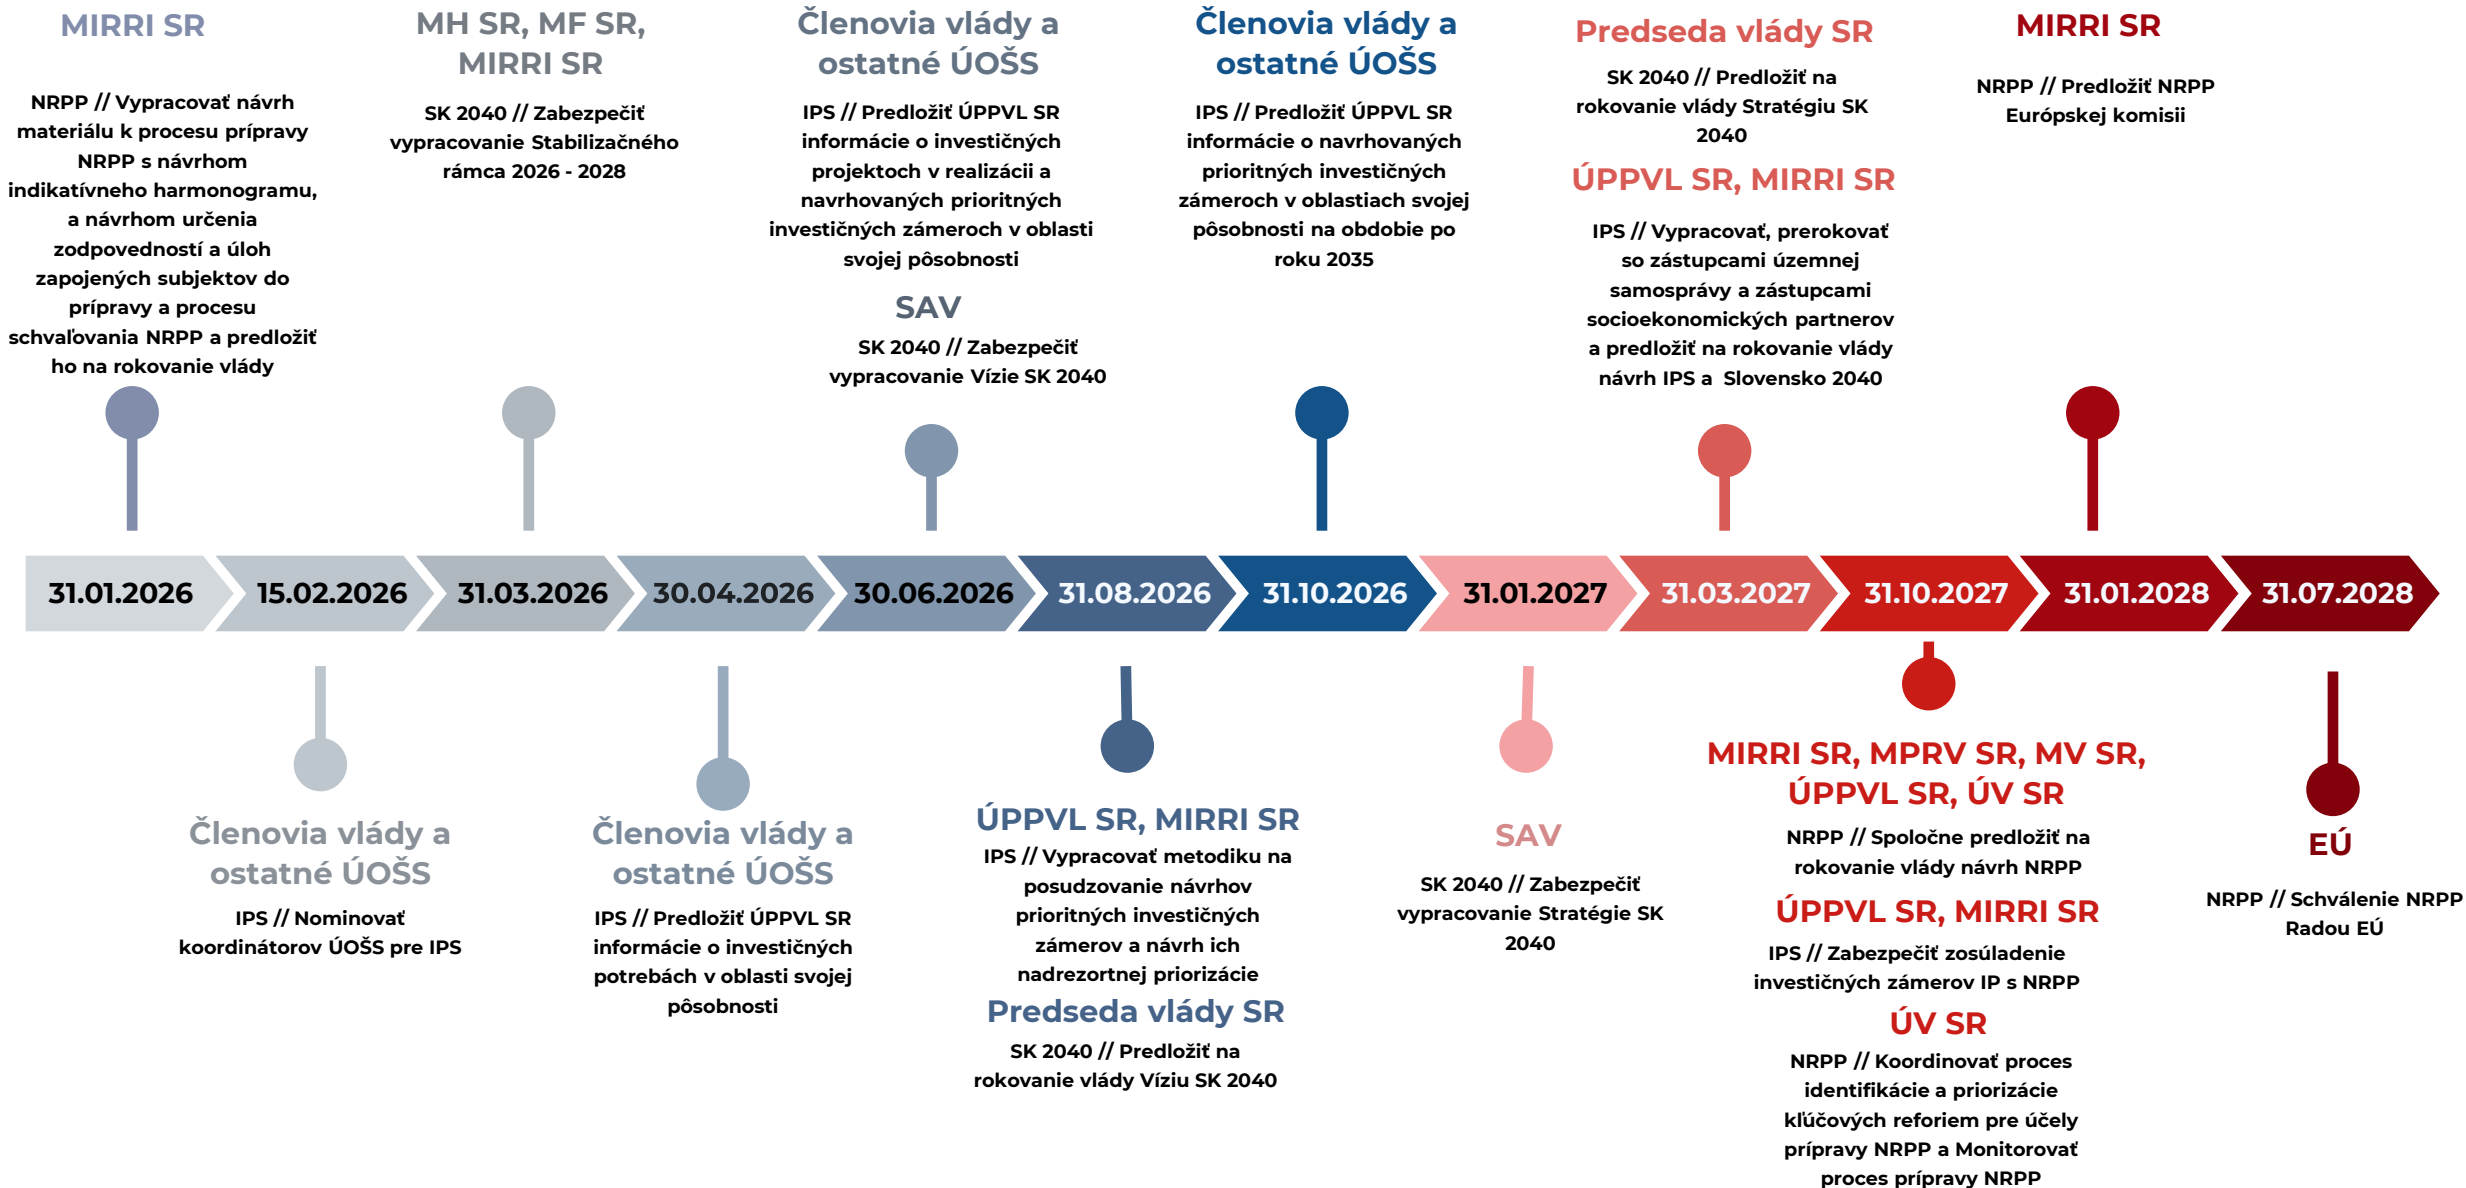 MIRRI SR
NRPP // Vypracovať návrh
materiálu k procesu prípravy
NRPP s návrhom
indikatívneho harmonogramu,
a návrhom určenia
zodpovedností a úloh
zapojených subjektov do
prípravy a procesu
schvaľovania NRPP a predložiť
ho na rokovanie vlády
MH SR, MF SR,
MIRRI SR
SK 2040 // Zabezpečiť
vypracovanie Stabilizačného
rámca 2026 - 2028
Členovia vlády a
ostatné ÚOŠS
IPS // Predložiť ÚPPVL SR
informácie o investičných
projektoch v realizácii a
navrhovaných prioritných
investičných zámeroch v oblasti
svojej pôsobnosti
SAV
SK 2040 // Zabezpečiť
vypracovanie Vízie SK 2040
Členovia vlády a
ostatné ÚOŠS
IPS // Predložiť ÚPPVL SR
informácie o navrhovaných
prioritných investičných
zámeroch v oblastiach svojej
pôsobnosti na obdobie po
roku 2035
Predseda vlády SR
SK 2040 // Predložiť na
rokovanie vlády Stratégiu SK
2040
ÚPPVL SR, MIRRI SR
IPS // Vypracovať, prerokovať
so zástupcami územnej
samosprávy a zástupcami
socioekonomických partnerov
a predložiť na rokovanie vlády
návrh IPS a Slovensko 2040
MIRRI SR
NRPP // Predložiť NRPP
Európskej komisii
31.01.2026
15.02.2026
31.03.2026
30.04.2026
30.06.2026
31.08.2026
31.10.2026
31.01.2027
31.03.2027
31.10.2027
31.01.2028
31.07.2028
Členovia vlády a
ostatné ÚOŠS
IPS // Nominovať
koordinátorov ÚOŠS pre IPS
Členovia vlády a
ostatné ÚOŠS
IPS // Predložiť ÚPPVL SR
informácie o investičných
potrebách v oblasti svojej
pôsobnosti
ÚPPVL SR, MIRRI SR
IPS // Vypracovať metodiku na
posudzovanie návrhov
prioritných investičných
zámerov a návrh ich
nadrezortnej priorizácie
Predseda vlády SR
SK 2040 // Predložiť na
rokovanie vlády Víziu SK 2040
SAV
SK 2040 // Zabezpečiť
vypracovanie Stratégie SK
2040
MIRRI SR, MPRV SR, MV SR,
ÚPPVL SR, ÚV SR
NRPP // Spoločne predložiť na
rokovanie vlády návrh NRPP
ÚPPVL SR, MIRRI SR
IPS // Zabezpečiť zosúladenie
investičných zámerov IP s NRPP
ÚV SR
NRPP // Koordinovať proces
identifikácie a priorizácie
kľúčových reforiem pre účely
prípravy NRPP a Monitorovať
proces prípravy NRPP
EÚ
NRPP // Schválenie NRPP
Radou EÚ